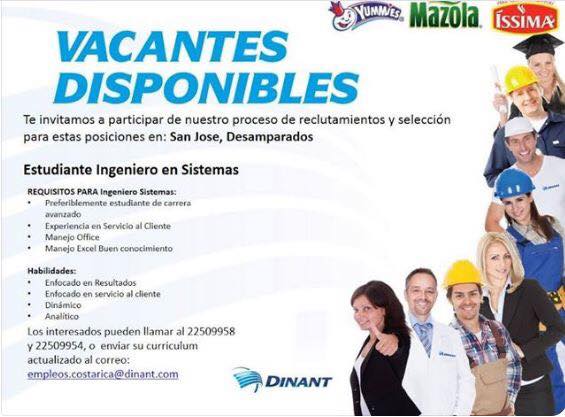 YUMMIES
Mazola
ÍSSIMA
VACANTES
DISPONIBLES
Te invitamos a participar de nuestro proceso de reclutamientos y selección
para estas posiciones en: San Jose, Desamparados
Estudiante Ingeniero en Sistemas
REQUISITOS PARA Ingeniero Sistemas:
• Preferiblemente estudiante de carrera
avanzado
• Experiencia en Servicio al Cliente
• Manejo Office
• Manejo Excel Buen conocimiento
Habilidades:
• Enfocado en Resultados
• Enfocado en servicio al cliente
• Dinámico
• Analítico
Los interesados pueden llamar al 22509958
y 22509954, o enviar su curriculum
actualizado al correo:
empleos.costarica@dinant.com
DINANT